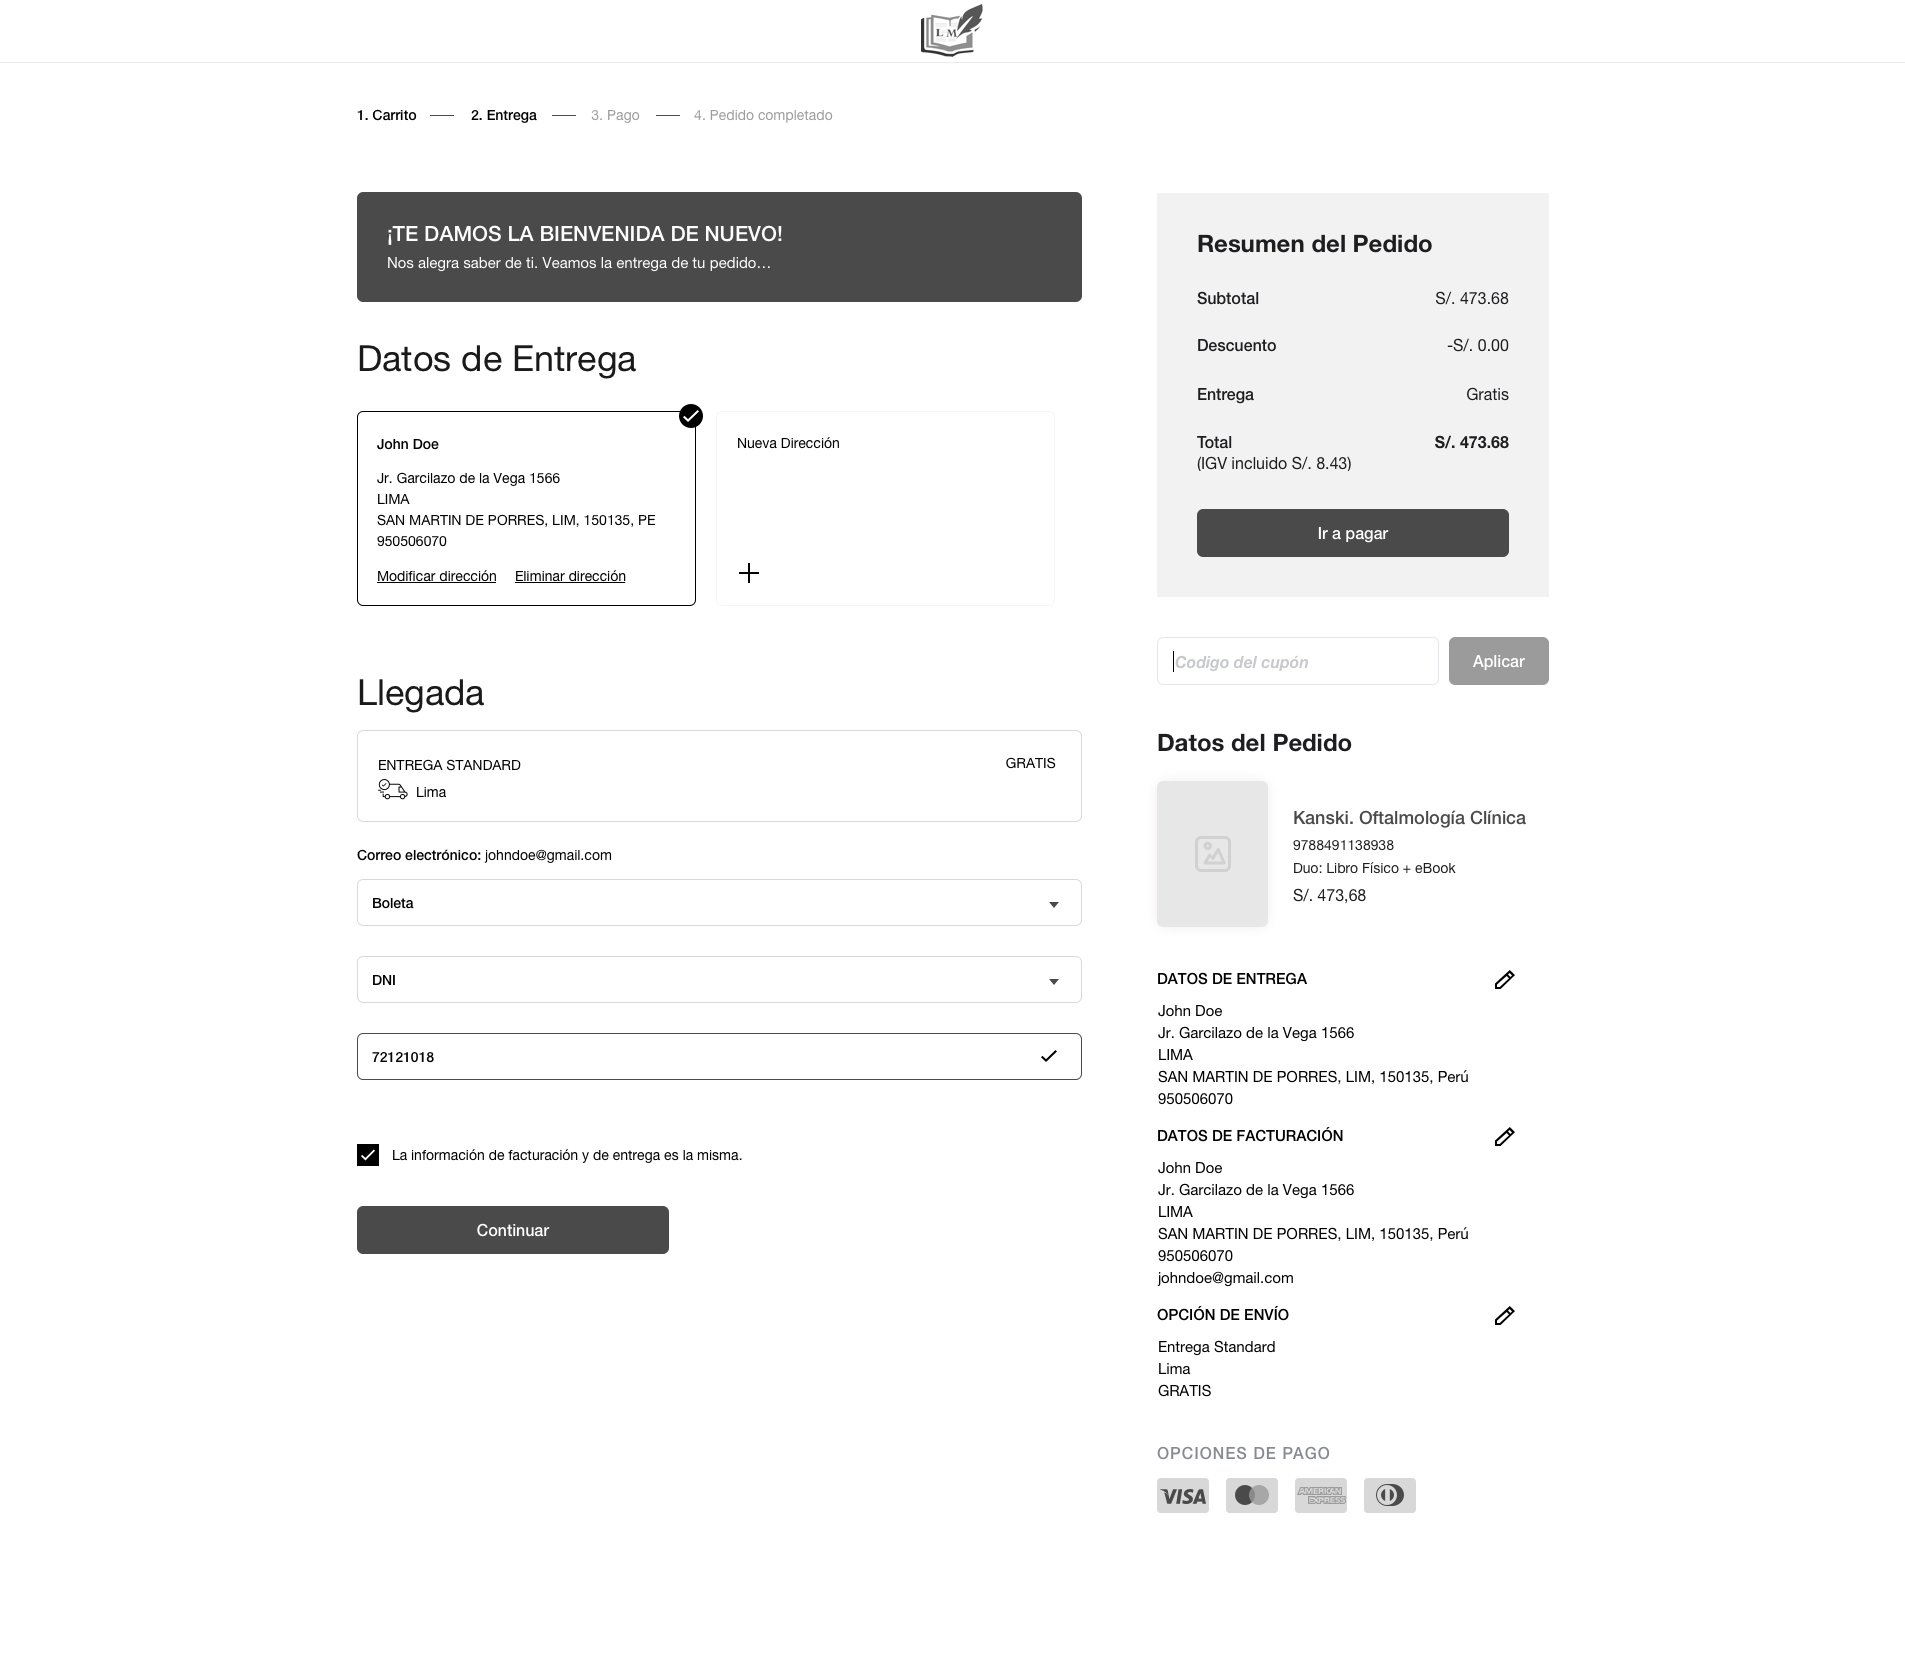 L M
1. Carrito
2. Entrega
3. Pago
4. Pedido completado
¡TE DAMOS LA BIENVENIDA DE NUEVO!
Nos alegra saber de ti. Veamos la entrega de tu pedido…
Datos de Entrega
John Doe
Jr. Garcilazo de la Vega 1566
LIMA
SAN MARTIN DE PORRES, LIM, 150135, PE
950506070
Modificar dirección
Eliminar dirección
Nueva Dirección
Llegada
ENTREGA STANDARD
GRATIS
Lima
Correo electrónico: johndoe@gmail.com
Boleta
DNI
72121018
La información de facturación y de entrega es la misma.
Continuar
Resumen del Pedido
Subtotal S/. 473.68
Descuento -S/. 0.00
Entrega Gratis
Total S/. 473.68
(IGV incluido S/. 8.43)
Ir a pagar
Codigo del cupón
Aplicar
Datos del Pedido
Kanski. Oftalmología Clínica
9788491138938
Duo: Libro Físico + eBook
S/. 473,68
DATOS DE ENTREGA
John Doe
Jr. Garcilazo de la Vega 1566
LIMA
SAN MARTIN DE PORRES, LIM, 150135, Perú
950506070
DATOS DE FACTURACIÓN
John Doe
Jr. Garcilazo de la Vega 1566
LIMA
SAN MARTIN DE PORRES, LIM, 150135, Perú
950506070
johndoe@gmail.com
OPCIÓN DE ENVÍO
Entrega Standard
Lima
GRATIS
OPCIONES DE PAGO
VISA
AMERICAN
EXPRESS